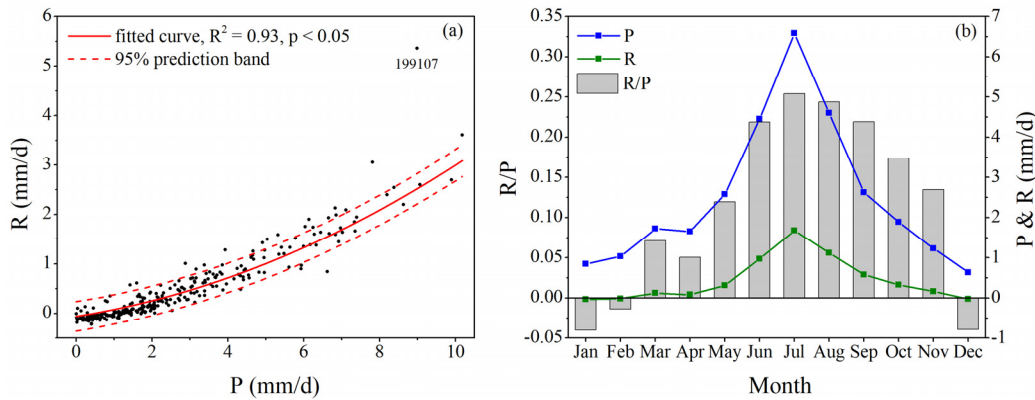 (a)
fitted curve, R² = 0.93, p < 0.05
95% prediction band
199107
6
5
4
3
2
1
0
R (mm/d)
0 2 4 6 8 10
P (mm/d)
(b)
P
R
R/P
0.35
0.30
0.25
0.20
0.15
0.10
0.05
0.00
-0.05
R/P
7
6
5
4
3
2
1
0
-1
P & R (mm/d)
Jan Feb Mar Apr May Jun Jul Aug Sep Oct Nov Dec
Month